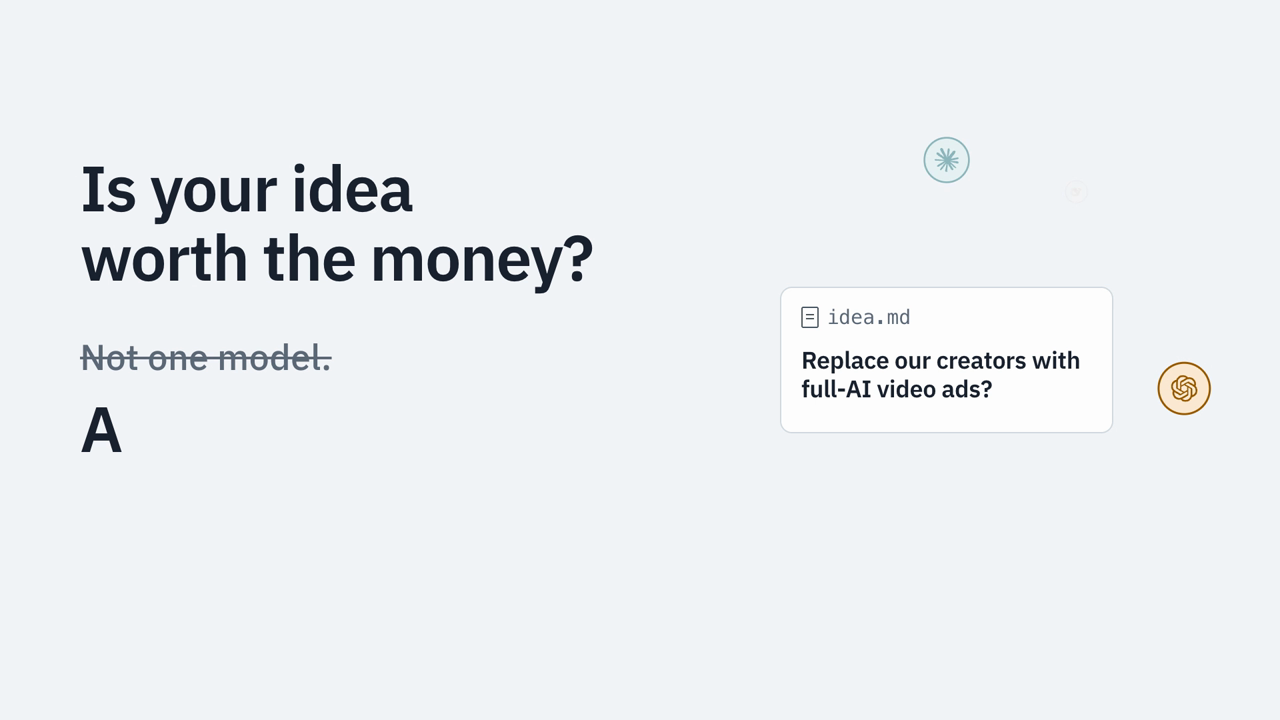 Is your idea
worth the money?
Not one model.
A
idea.md
Replace our creators with
full-AI video ads?